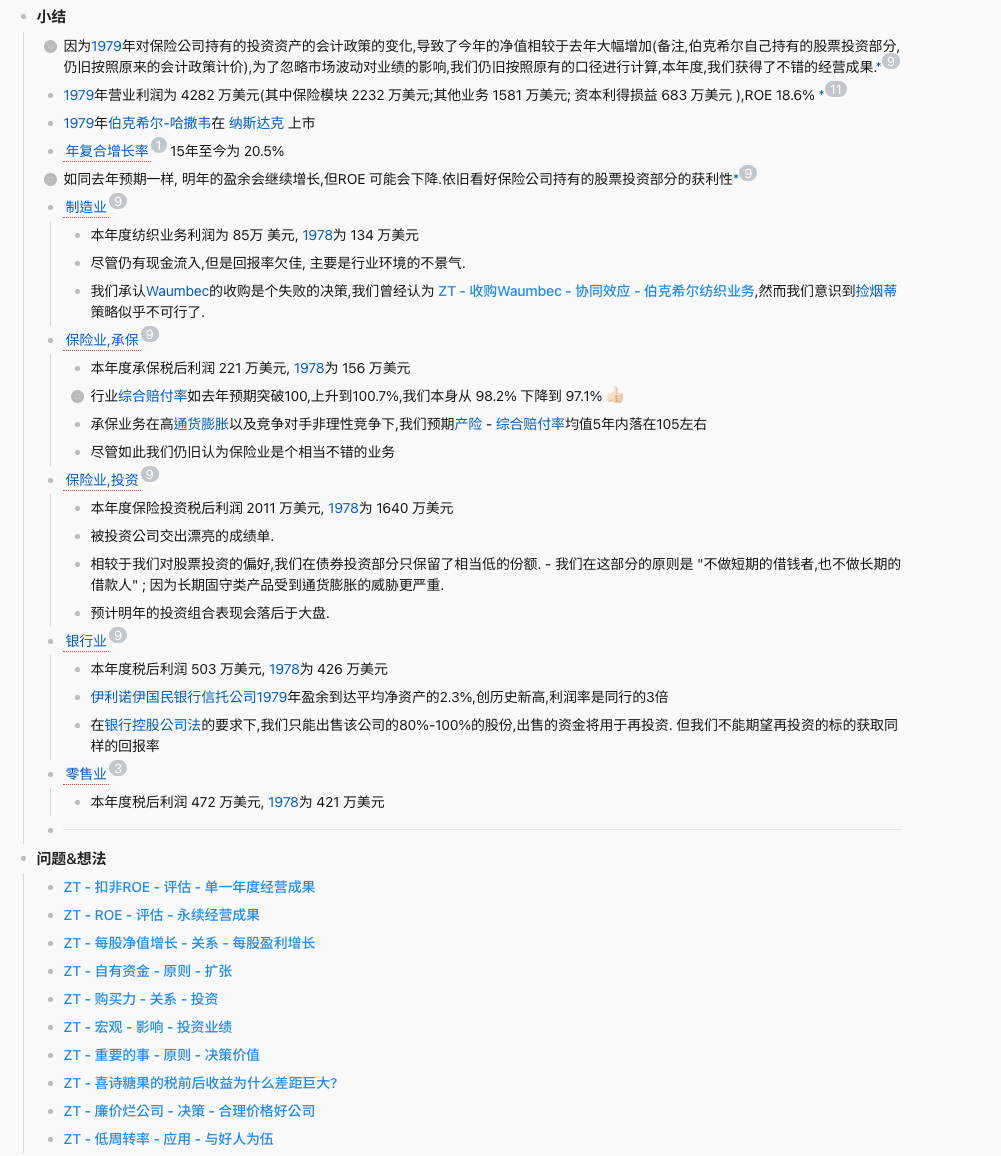 小结
因为1979年对保险公司持有的投资资产的会计政策的变化,导致了今年的净值相较于去年大幅增加(备注,伯克希尔自己持有的股票投资部分,
仍旧按照原来的会计政策计价),为了忽略市场波动对业绩的影响,我们仍旧按照原有的口径进行计算,本年度,我们获得了不错的经营成果.* 9
1979年营业利润为 4282 万美元(其中保险模块 2232 万美元;其他业务 1581 万美元; 资本利得损益 683 万美元 ),ROE 18.6% * 11
1979年伯克希尔-哈撒韦在 纳斯达克 上市
年复合增长率 1 15年至今为 20.5%
如同去年预期一样, 明年的盈余会继续增长,但ROE 可能会下降.依旧看好保险公司持有的股票投资部分的获利性* 9
制造业 9
本年度纺织业务利润为 85万 美元, 1978为 134 万美元
尽管仍有现金流入,但是回报率欠佳, 主要是行业环境的不景气.
我们承认Waumbec的收购是个失败的决策,我们曾经认为 ZT - 收购Waumbec - 协同效应 - 伯克希尔纺织业务,然而我们意识到捡烟蒂
策略似乎不可行了.
保险业,承保 9
本年度承保税后利润 221 万美元, 1978为 156 万美元
行业综合赔付率如去年预期突破100,上升到100.7%,我们本身从 98.2% 下降到 97.1% 👍🏻
承保业务在高通货膨胀以及竞争对手非理性竞争下,我们预期产险 - 综合赔付率均值5年内落在105左右
尽管如此我们仍旧认为保险业是个相当不错的业务
保险业,投资 9
本年度保险投资税后利润 2011 万美元, 1978为 1640 万美元
被投资公司交出漂亮的成绩单.
相较于我们对股票投资的偏好,我们在债券投资部分只保留了相当低的份额. - 我们在这部分的原则是 "不做短期的借钱者,也不做长期的
借款人" ; 因为长期固守类产品受到通货膨胀的威胁更严重.
预计明年的投资组合表现会落后于大盘.
银行业 9
本年度税后利润 503 万美元, 1978为 426 万美元
伊利诺伊国民银行信托公司1979年盈余到达平均净资产的2.3%,创历史新高,利润率是同行的3倍
在银行控股公司法的要求下,我们只能出售该公司的80%-100%的股份,出售的资金将用于再投资. 但我们不能期望再投资的标的获取同
样的回报率
零售业 3
本年度税后利润 472 万美元, 1978为 421 万美元
问题&想法
ZT - 扣非ROE - 评估 - 单一年度经营成果
ZT - ROE - 评估 - 永续经营成果
ZT - 每股净值增长 - 关系 - 每股盈利增长
ZT - 自有资金 - 原则 - 扩张
ZT - 购买力 - 关系 - 投资
ZT - 宏观 - 影响 - 投资业绩
ZT - 重要的事 - 原则 - 决策价值
ZT - 喜诗糖果的税前后收益为什么差距巨大?
ZT - 廉价烂公司 - 决策 - 合理价格好公司
ZT - 低周转率 - 应用 - 与好人为伍